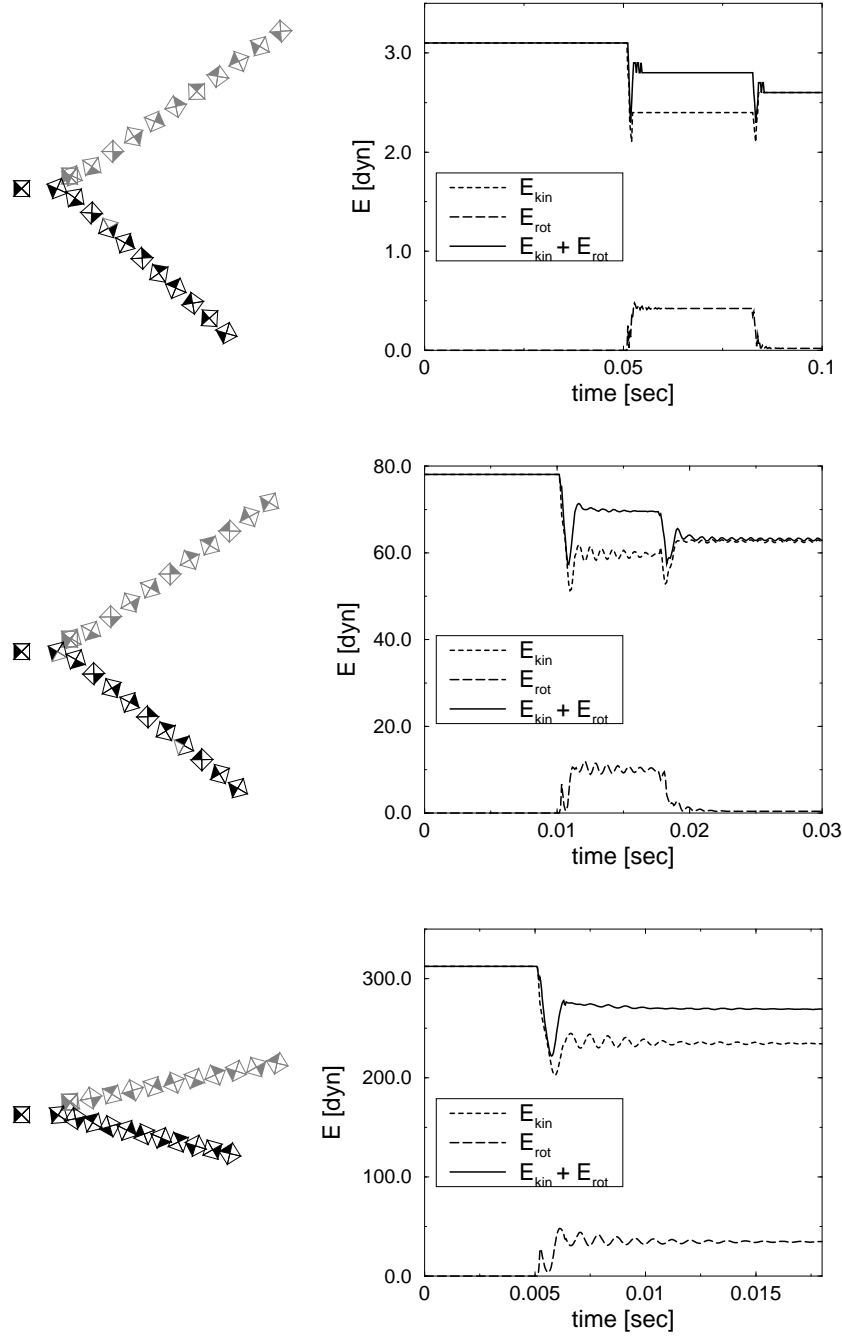 3.0
2.0
1.0
0.0
E [dyn]
E_kin
E_rot
E_kin + E_rot
0 0.05 0.1
time [sec]
80.0
60.0
40.0
20.0
0.0
E [dyn]
E_kin
E_rot
E_kin + E_rot
0 0.01 0.02 0.03
time [sec]
300.0
200.0
100.0
0.0
E [dyn]
E_kin
E_rot
E_kin + E_rot
0 0.005 0.01 0.015
time [sec]